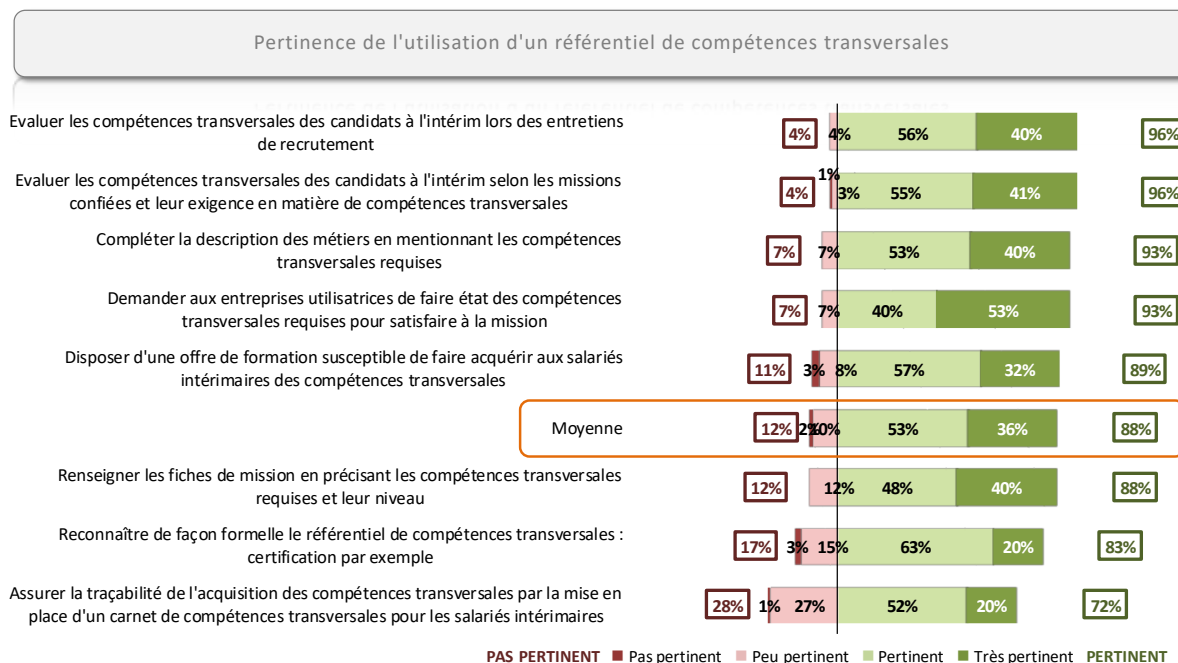 Pertinence de l'utilisation d'un référentiel de compétences transversales
Evaluer les compétences transversales des candidats à l'intérim lors des entretiens
de recrutement
4% 4% 56% 40% 96%
Evaluer les compétences transversales des candidats à l'intérim selon les missions
confiées et leur exigence en matière de compétences transversales
4% 1% 3% 55% 41% 96%
Compléter la description des métiers en mentionnant les compétences
transversales requises
7% 7% 53% 40% 93%
Demander aux entreprises utilisatrices de faire état des compétences
transversales requises pour satisfaire à la mission
7% 7% 40% 53% 93%
Disposer d'une offre de formation susceptible de faire acquérir aux salariés
intérimaires des compétences transversales
11% 3% 8% 57% 32% 89%
Moyenne 12% 2% 10% 53% 36% 88%
Renseigner les fiches de mission en précisant les compétences transversales
requises et leur niveau
12% 12% 48% 40% 88%
Reconnaître de façon formelle le référentiel de compétences transversales :
certification par exemple
17% 3% 15% 63% 20% 83%
Assurer la traçabilité de l'acquisition des compétences transversales par la mise en
place d'un carnet de compétences transversales pour les salariés intérimaires
28% 1% 27% 52% 20% 72%
PAS PERTINENT Pas pertinent Peu pertinent Pertinent Très pertinent PERTINENT